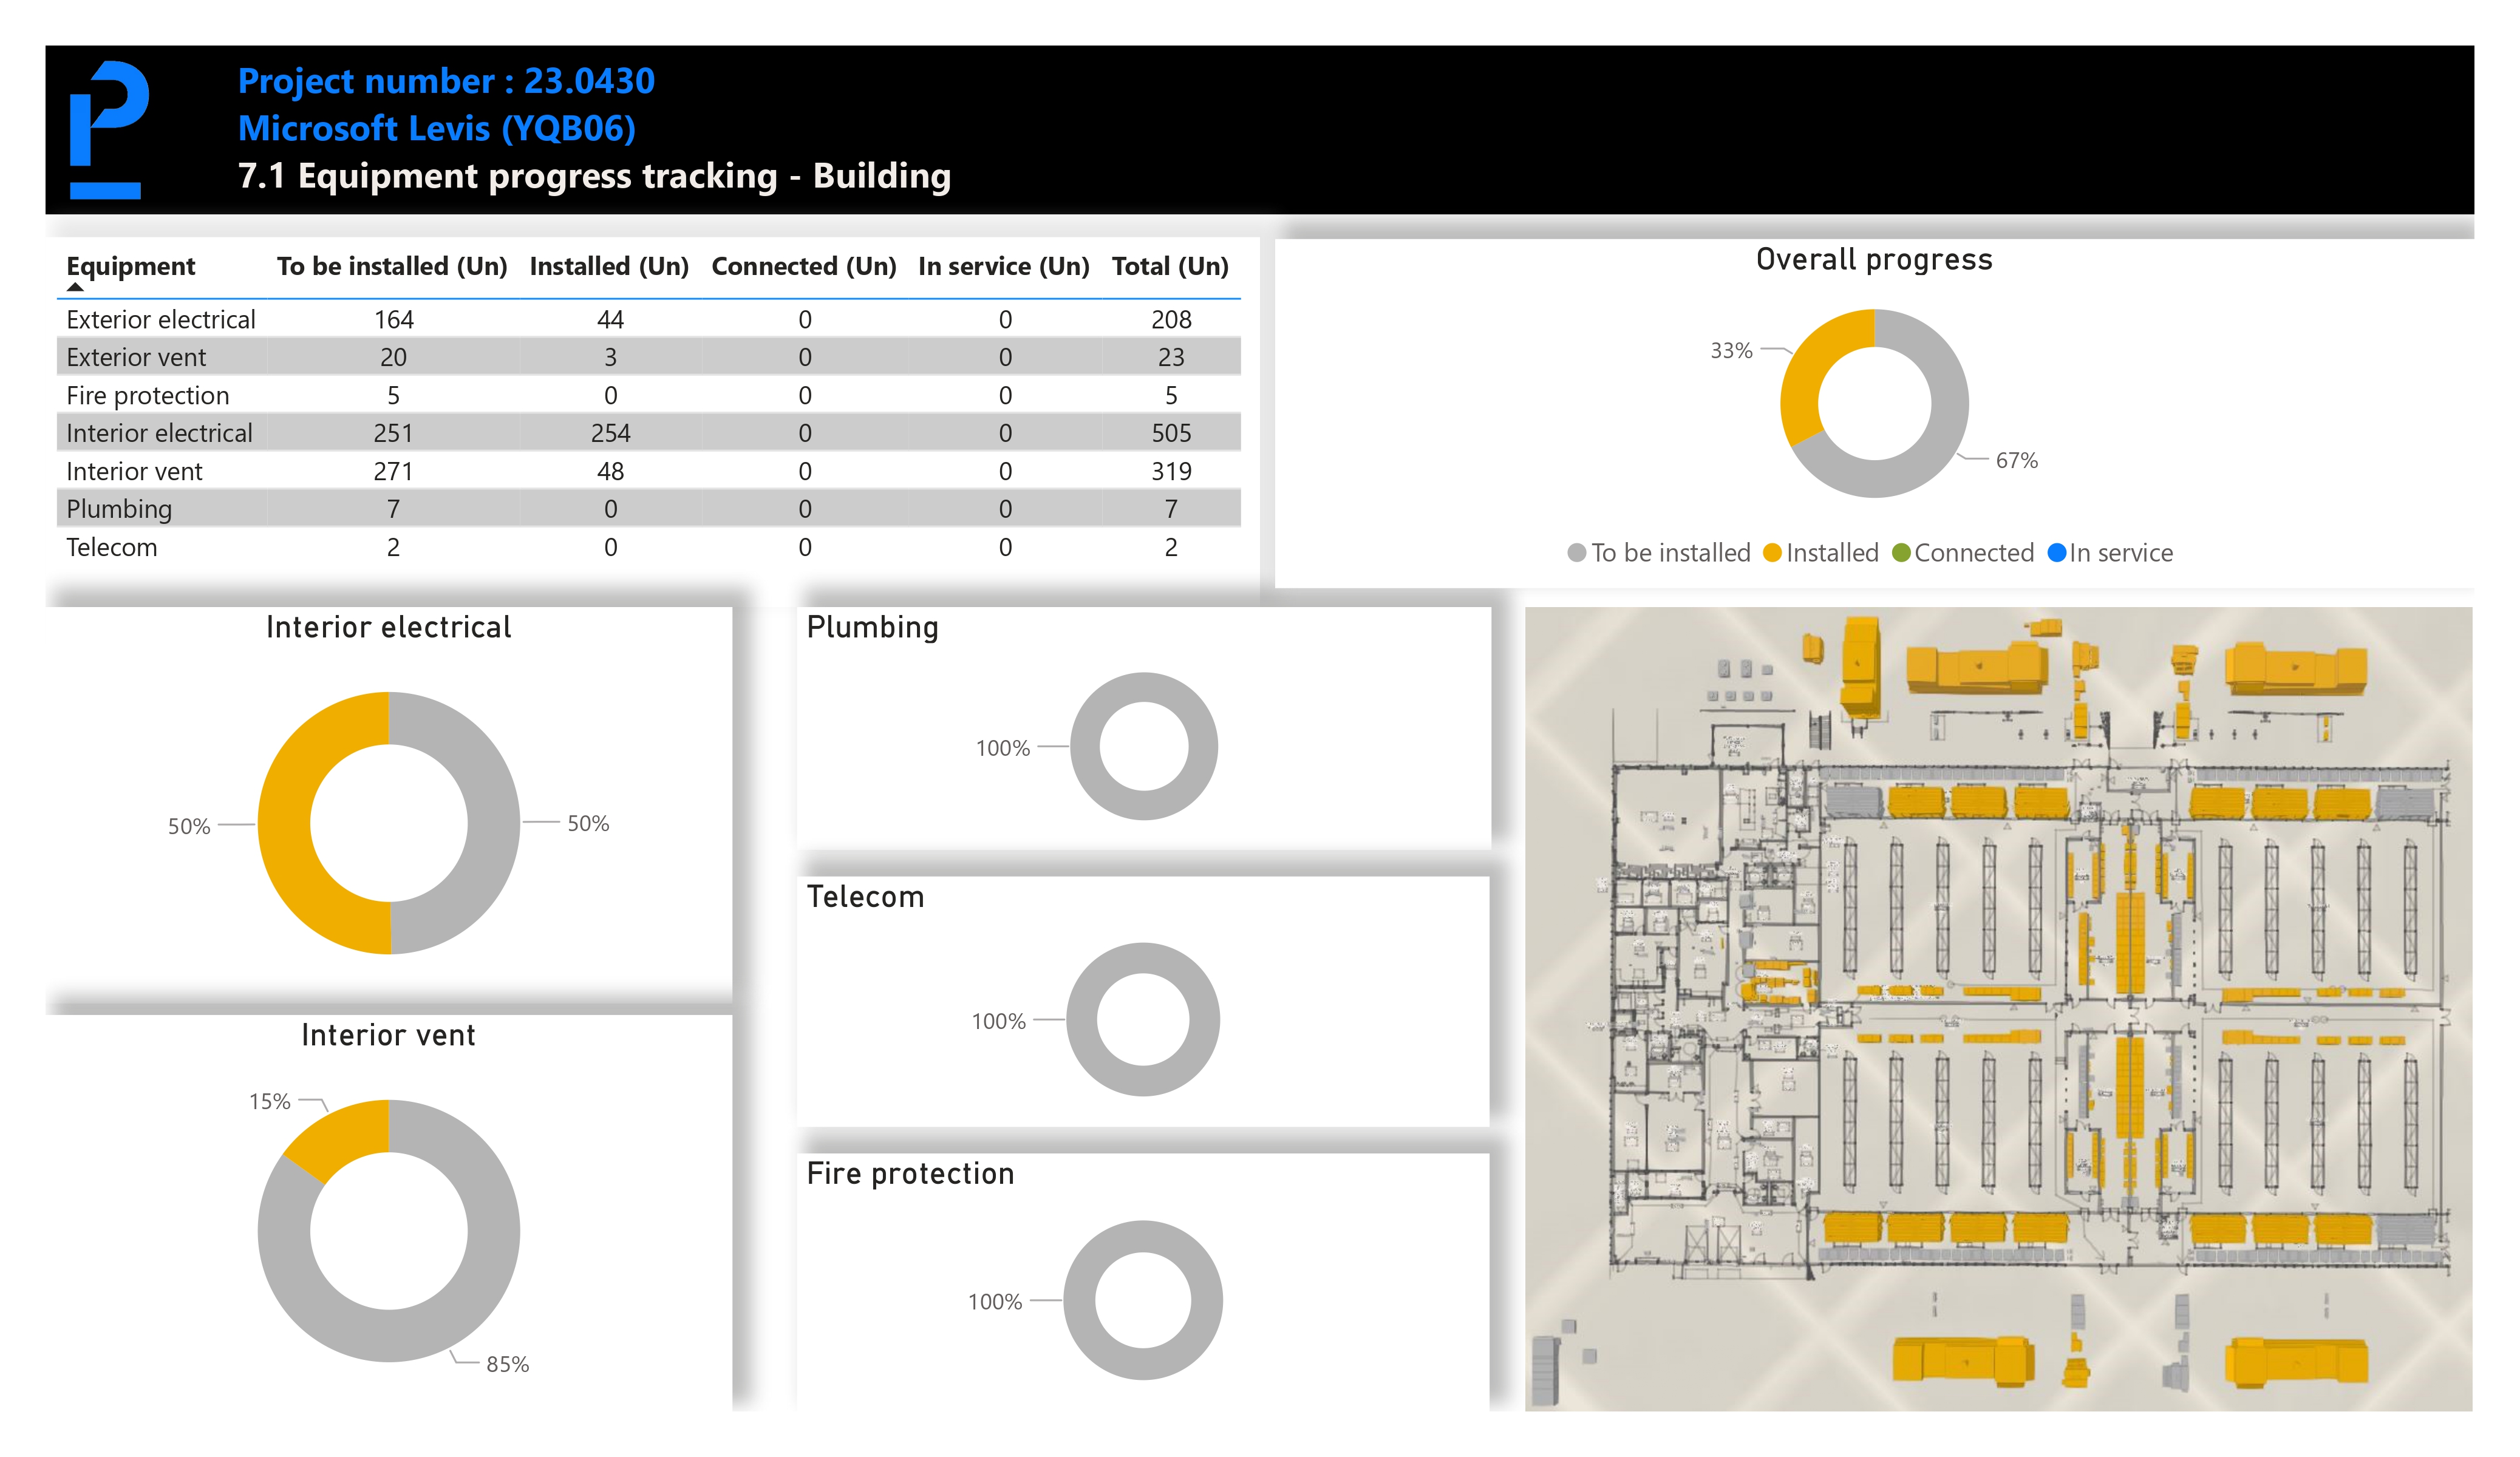 Project number : 23.0430
Microsoft Levis (YQB06)
7.1 Equipment progress tracking - Building
Equipment To be installed (Un) Installed (Un) Connected (Un) In service (Un) Total (Un)
Exterior electrical 164 44 0 0 208
Exterior vent 20 3 0 0 23
Fire protection 5 0 0 0 5
Interior electrical 251 254 0 0 505
Interior vent 271 48 0 0 319
Plumbing 7 0 0 0 7
Telecom 2 0 0 0 2
Overall progress
33%
67%
To be installed Installed Connected In service
Interior electrical
50% 50%
Interior vent
15%
85%
Plumbing
100%
Telecom
100%
Fire protection
100%